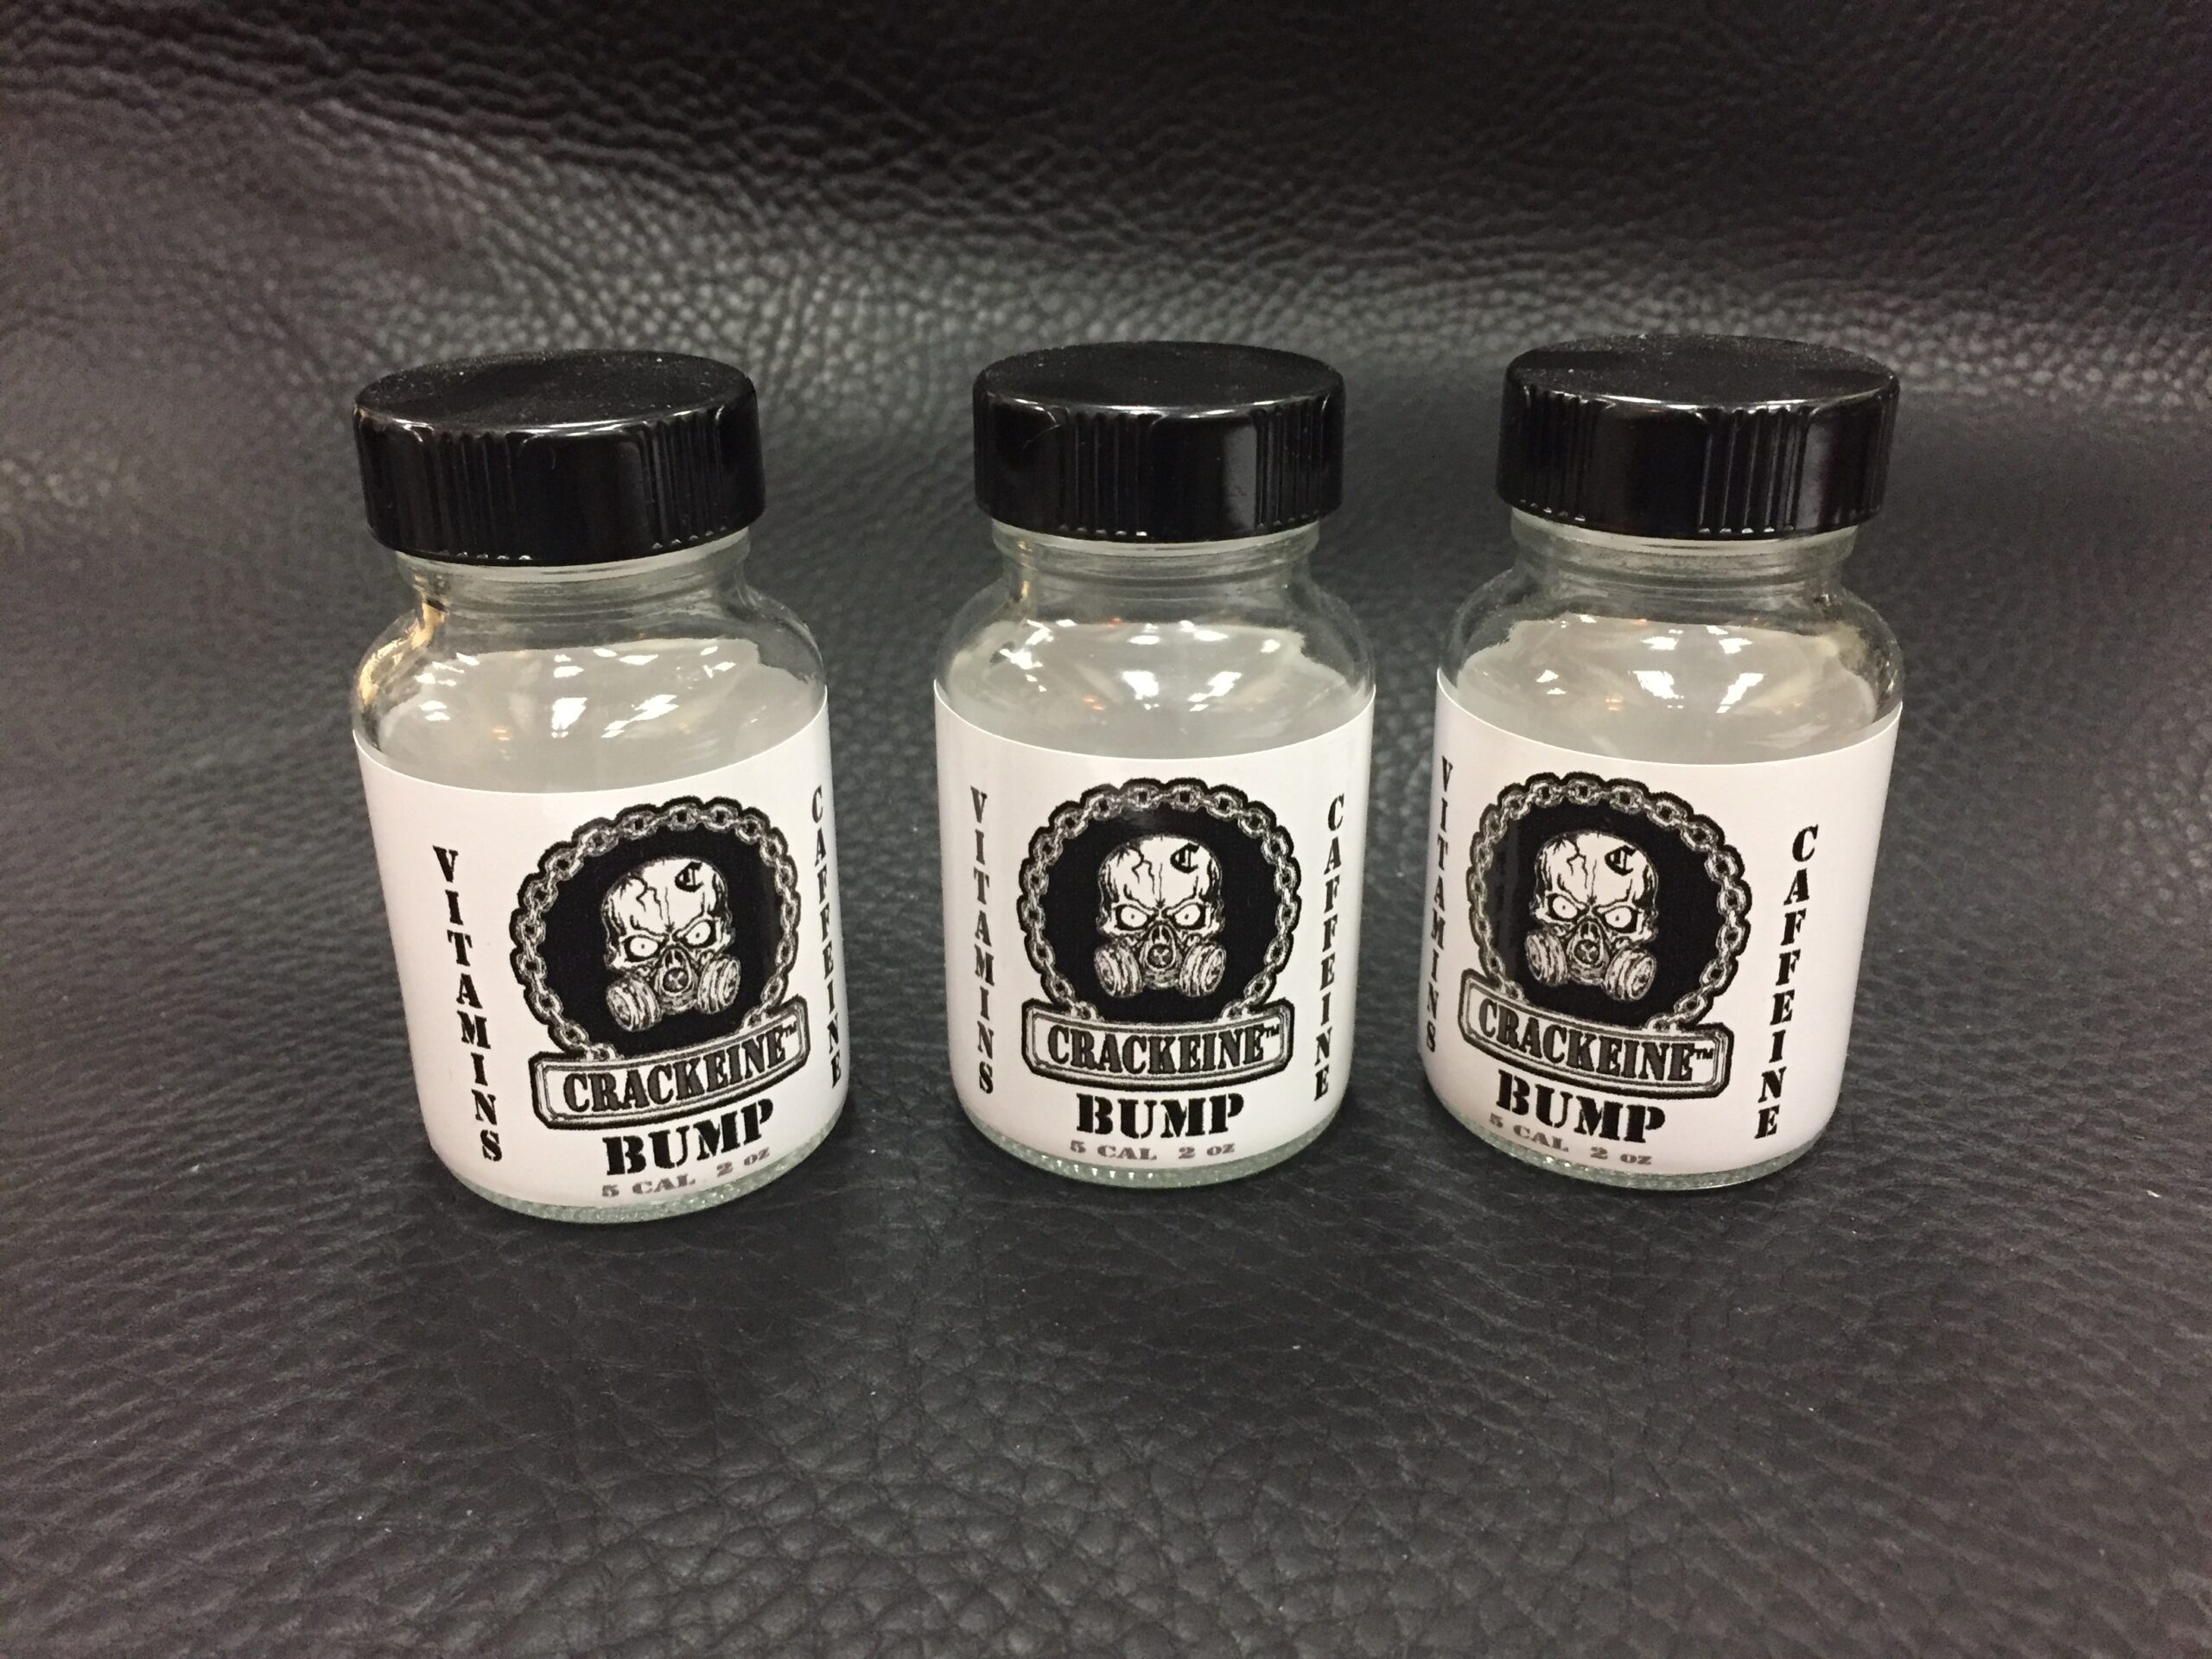 VITAMINS
CAFFEINE
C
CRACKEINE™
BUMP
5 CAL 2 oz
VITAMINS
CAFFEINE
C
CRACKEINE™
BUMP
5 CAL 2 oz
VITAMINS
CAFFEINE
C
CRACKEINE™
BUMP
5 CAL 2 oz